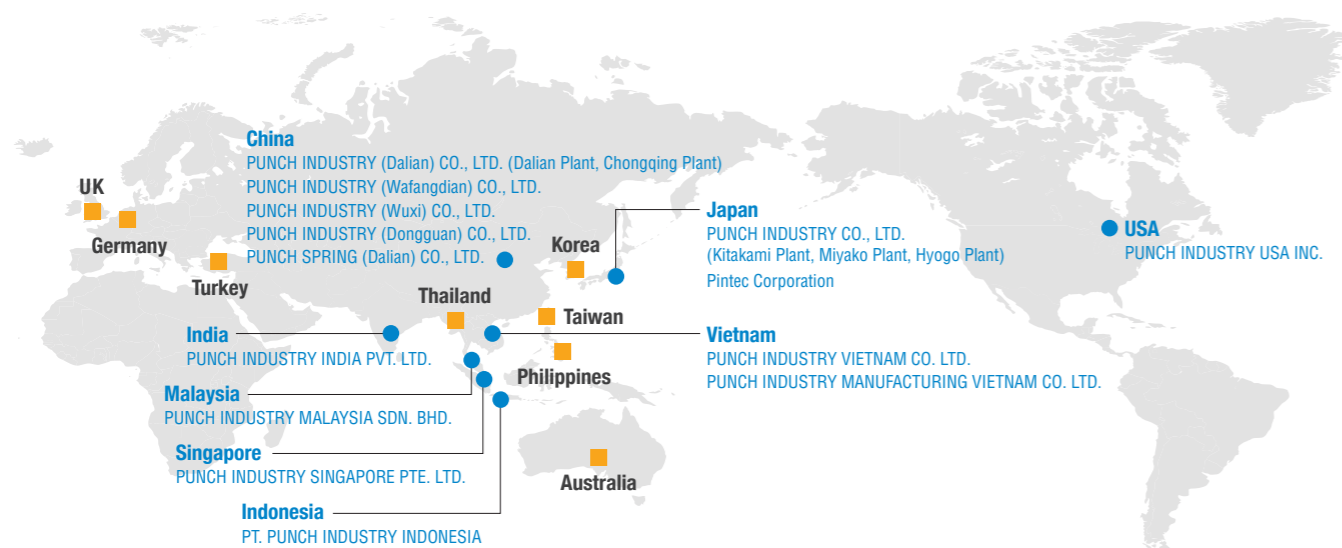 China
PUNCH INDUSTRY (Dalian) CO., LTD. (Dalian Plant, Chongqing Plant)
PUNCH INDUSTRY (Wafangdian) CO., LTD.
PUNCH INDUSTRY (Wuxi) CO., LTD.
PUNCH INDUSTRY (Dongguan) CO., LTD.
PUNCH SPRING (Dalian) CO., LTD.
UK
Germany
Turkey
Korea
Japan
PUNCH INDUSTRY CO., LTD.
(Kitakami Plant, Miyako Plant, Hyogo Plant)
Pintec Corporation
USA
PUNCH INDUSTRY USA INC.
Thailand
Taiwan
India
PUNCH INDUSTRY INDIA PVT. LTD.
Philippines
Vietnam
PUNCH INDUSTRY VIETNAM CO. LTD.
PUNCH INDUSTRY MANUFACTURING VIETNAM CO. LTD.
Malaysia
PUNCH INDUSTRY MALAYSIA SDN. BHD.
Singapore
PUNCH INDUSTRY SINGAPORE PTE. LTD.
Australia
Indonesia
PT. PUNCH INDUSTRY INDONESIA